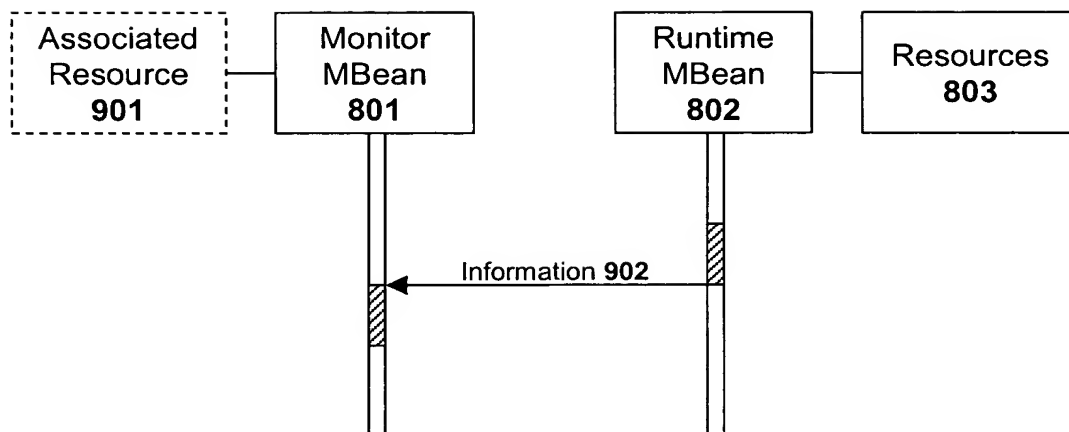 Associated
Resource
901
Monitor
MBean
801
Runtime
MBean
802
Resources
803
Information 902